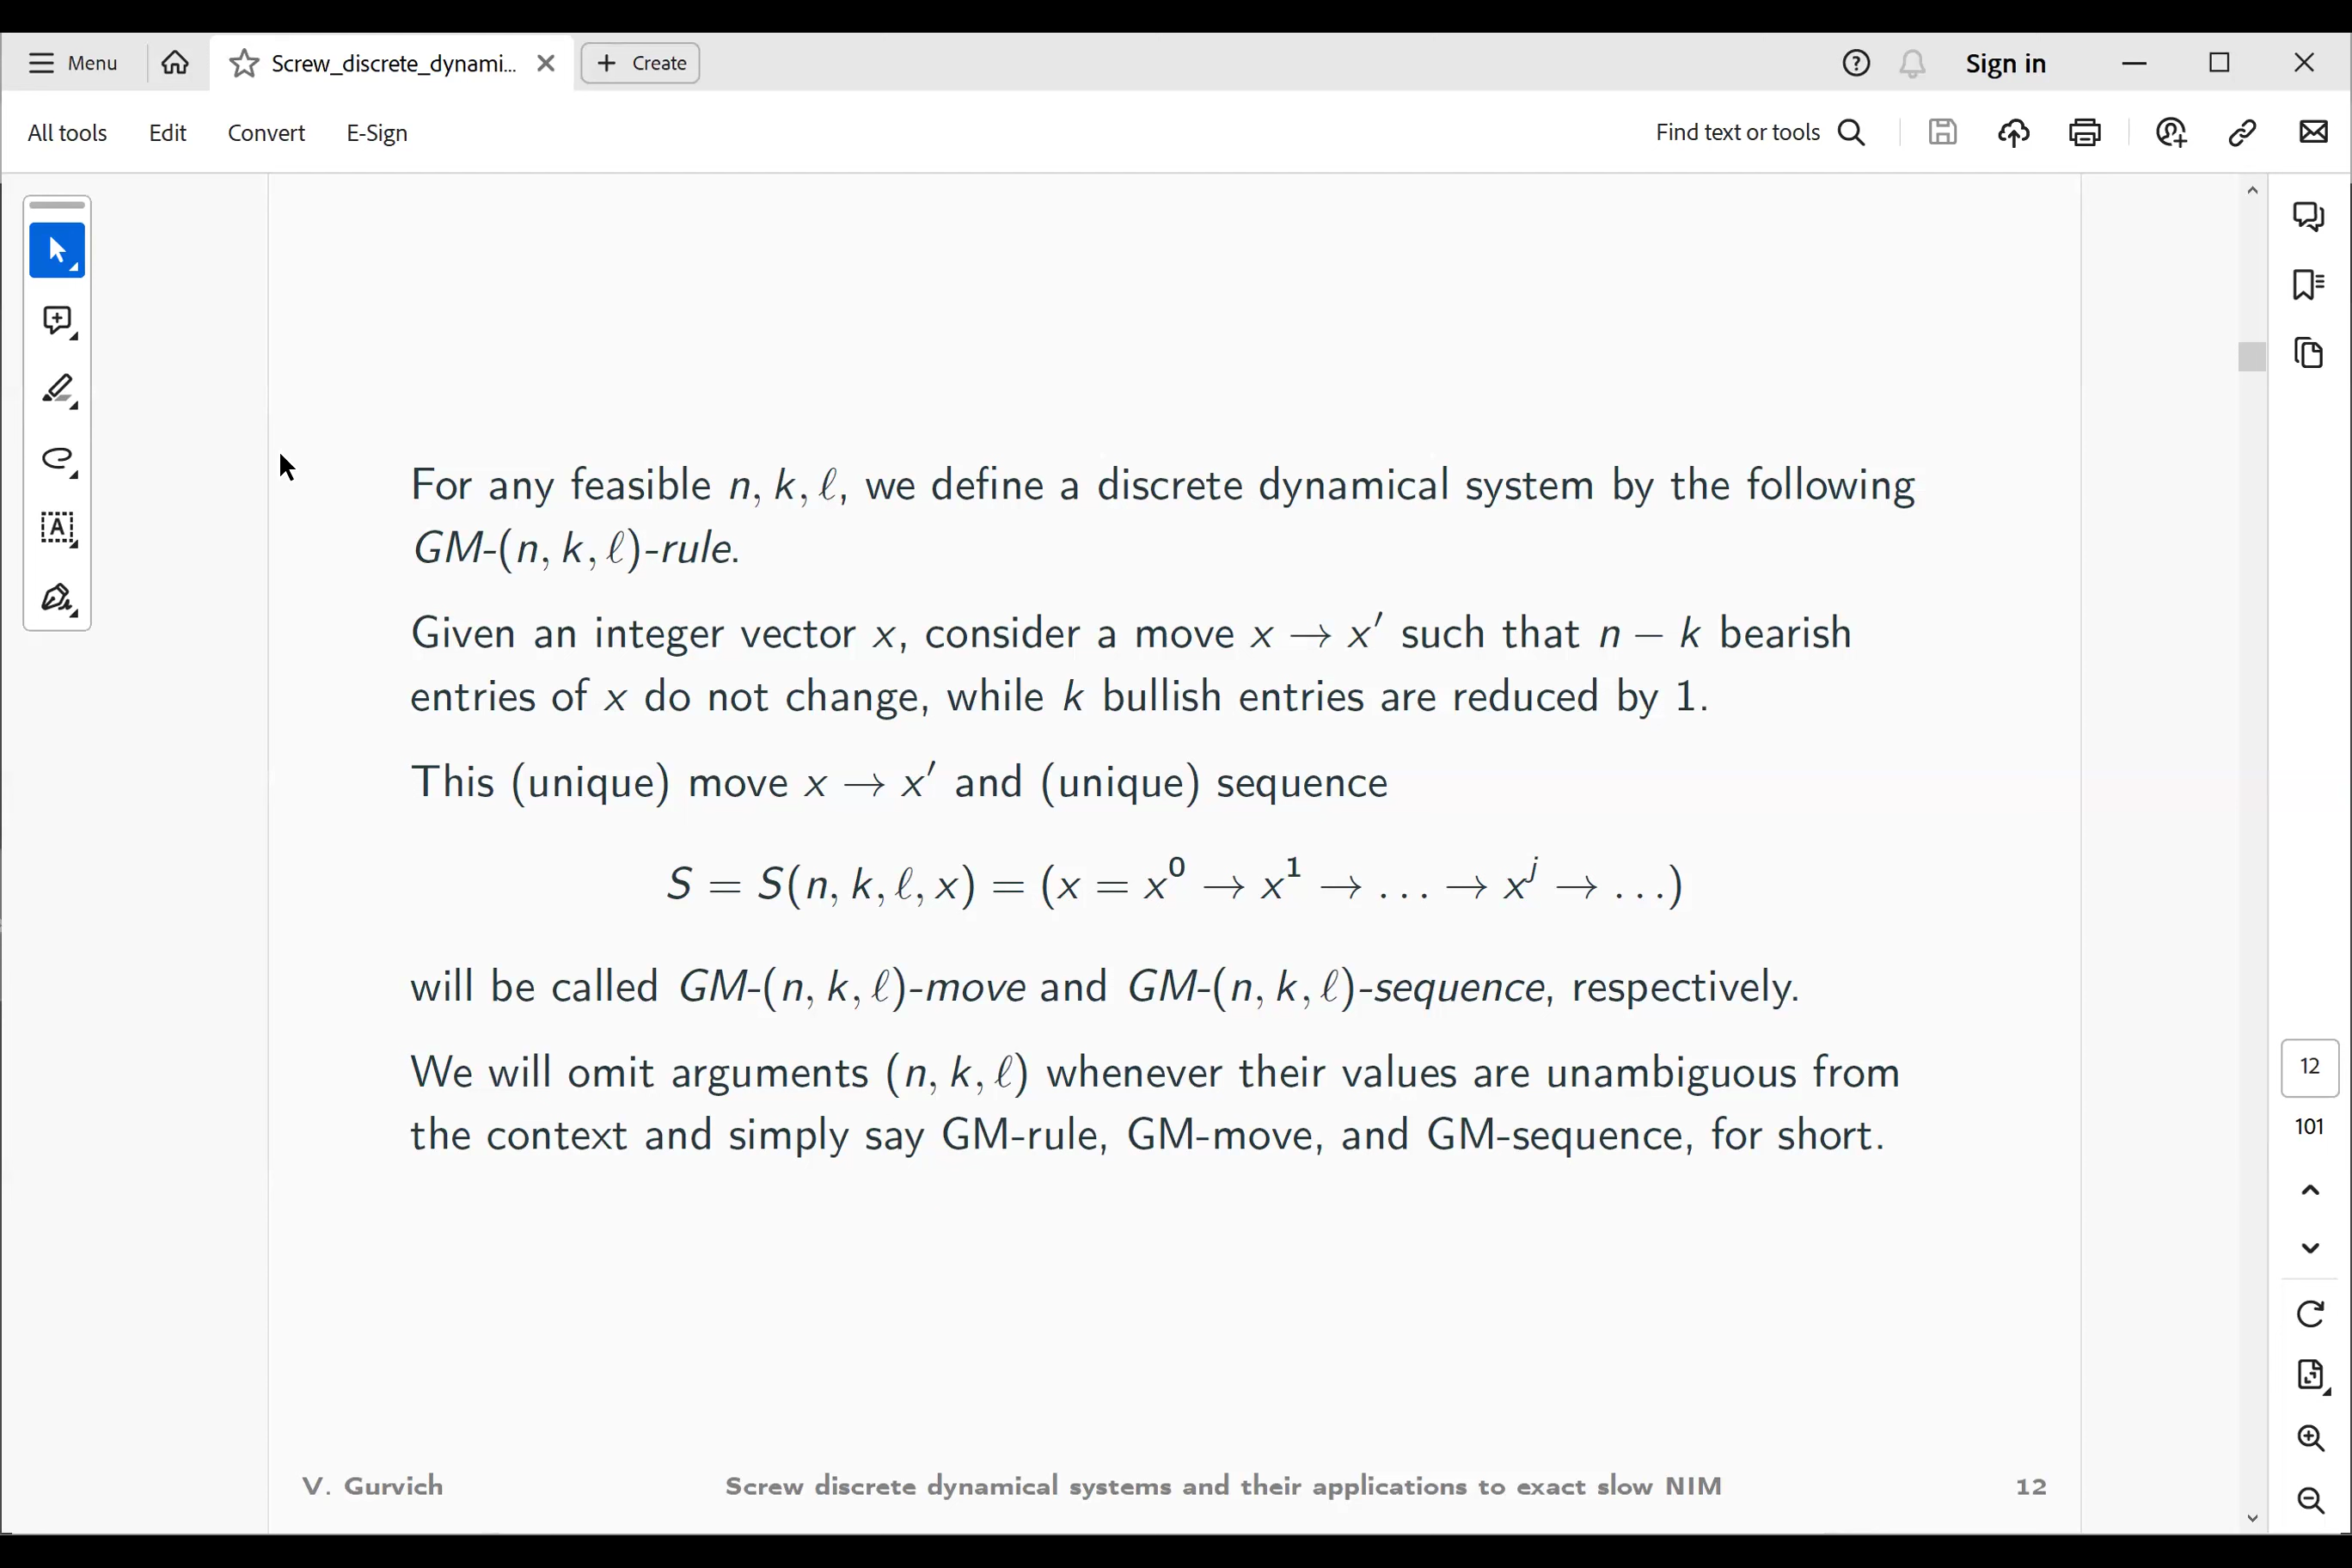 Menu
Screw_discrete_dynami...
Create
Sign in
All tools
Edit
Convert
E-Sign
Find text or tools
For any feasible n, k, ℓ, we define a discrete dynamical system by the following
GM-(n, k, ℓ)-rule.
Given an integer vector x, consider a move x → x′ such that n − k bearish
entries of x do not change, while k bullish entries are reduced by 1.
This (unique) move x → x′ and (unique) sequence
S = S(n, k, ℓ, x) = (x = x⁰ → x¹ → . . . → xʲ → . . .)
will be called GM-(n, k, ℓ)-move and GM-(n, k, ℓ)-sequence, respectively.
We will omit arguments (n, k, ℓ) whenever their values are unambiguous from
the context and simply say GM-rule, GM-move, and GM-sequence, for short.
12
101
V. Gurvich
Screw discrete dynamical systems and their applications to exact slow NIM
12